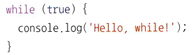 while (true) {
  console.log('Hello, while!');
}